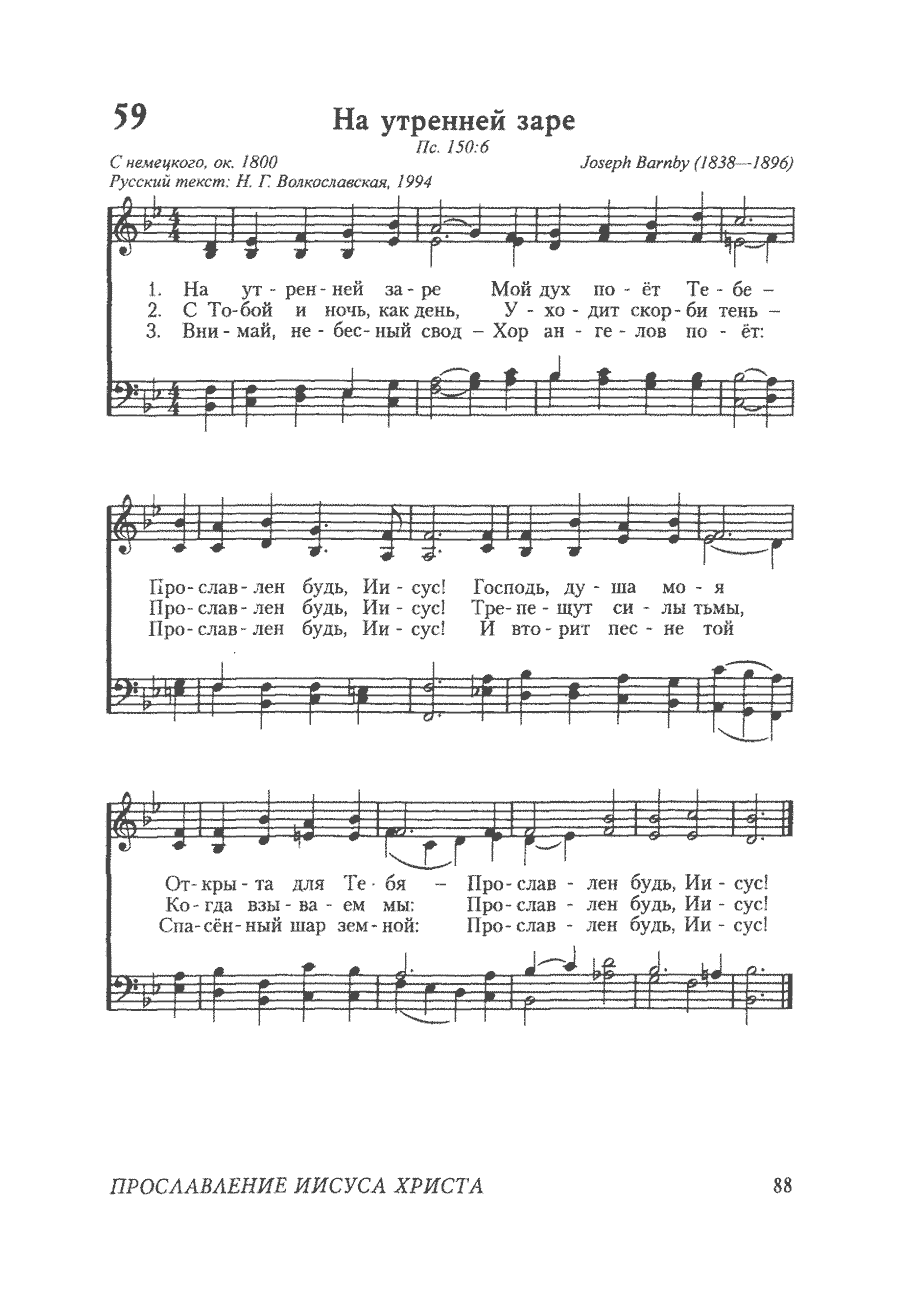 59
На утренней заре
Пс. 150:6
С немецкого, ок. 1800
Joseph Barnby (1838—1896)
Русский текст: Н. Г. Волкославская, 1994
1. На ут - рен- ней за - ре Мой дух по - ёт Те - бе –
2. С То-бой и ночь, как день, У - хо - дит скор-би тень –
3. Вни - май, не - бес- ный свод – Хор ан - ге - лов по - ёт:
Про- слав- лен будь, Ии - сус! Господь, ду - ша мо - я
Про- слав- лен будь, Ии - сус! Тре-пе - щут си - лы тьмы,
Про- слав- лен будь, Ии - сус! И вто- рит пес - не той
От- кры - та для Те - бя – Про- слав - лен будь, Ии - сус!
Ко- гда взы - ва - ем мы: Про- слав - лен будь, Ии - сус!
Спа-сён- ный шар зем- ной: Про- слав - лен будь, Ии - сус!
ПРОСЛАВЛЕНИЕ ИИСУСА ХРИСТА
88